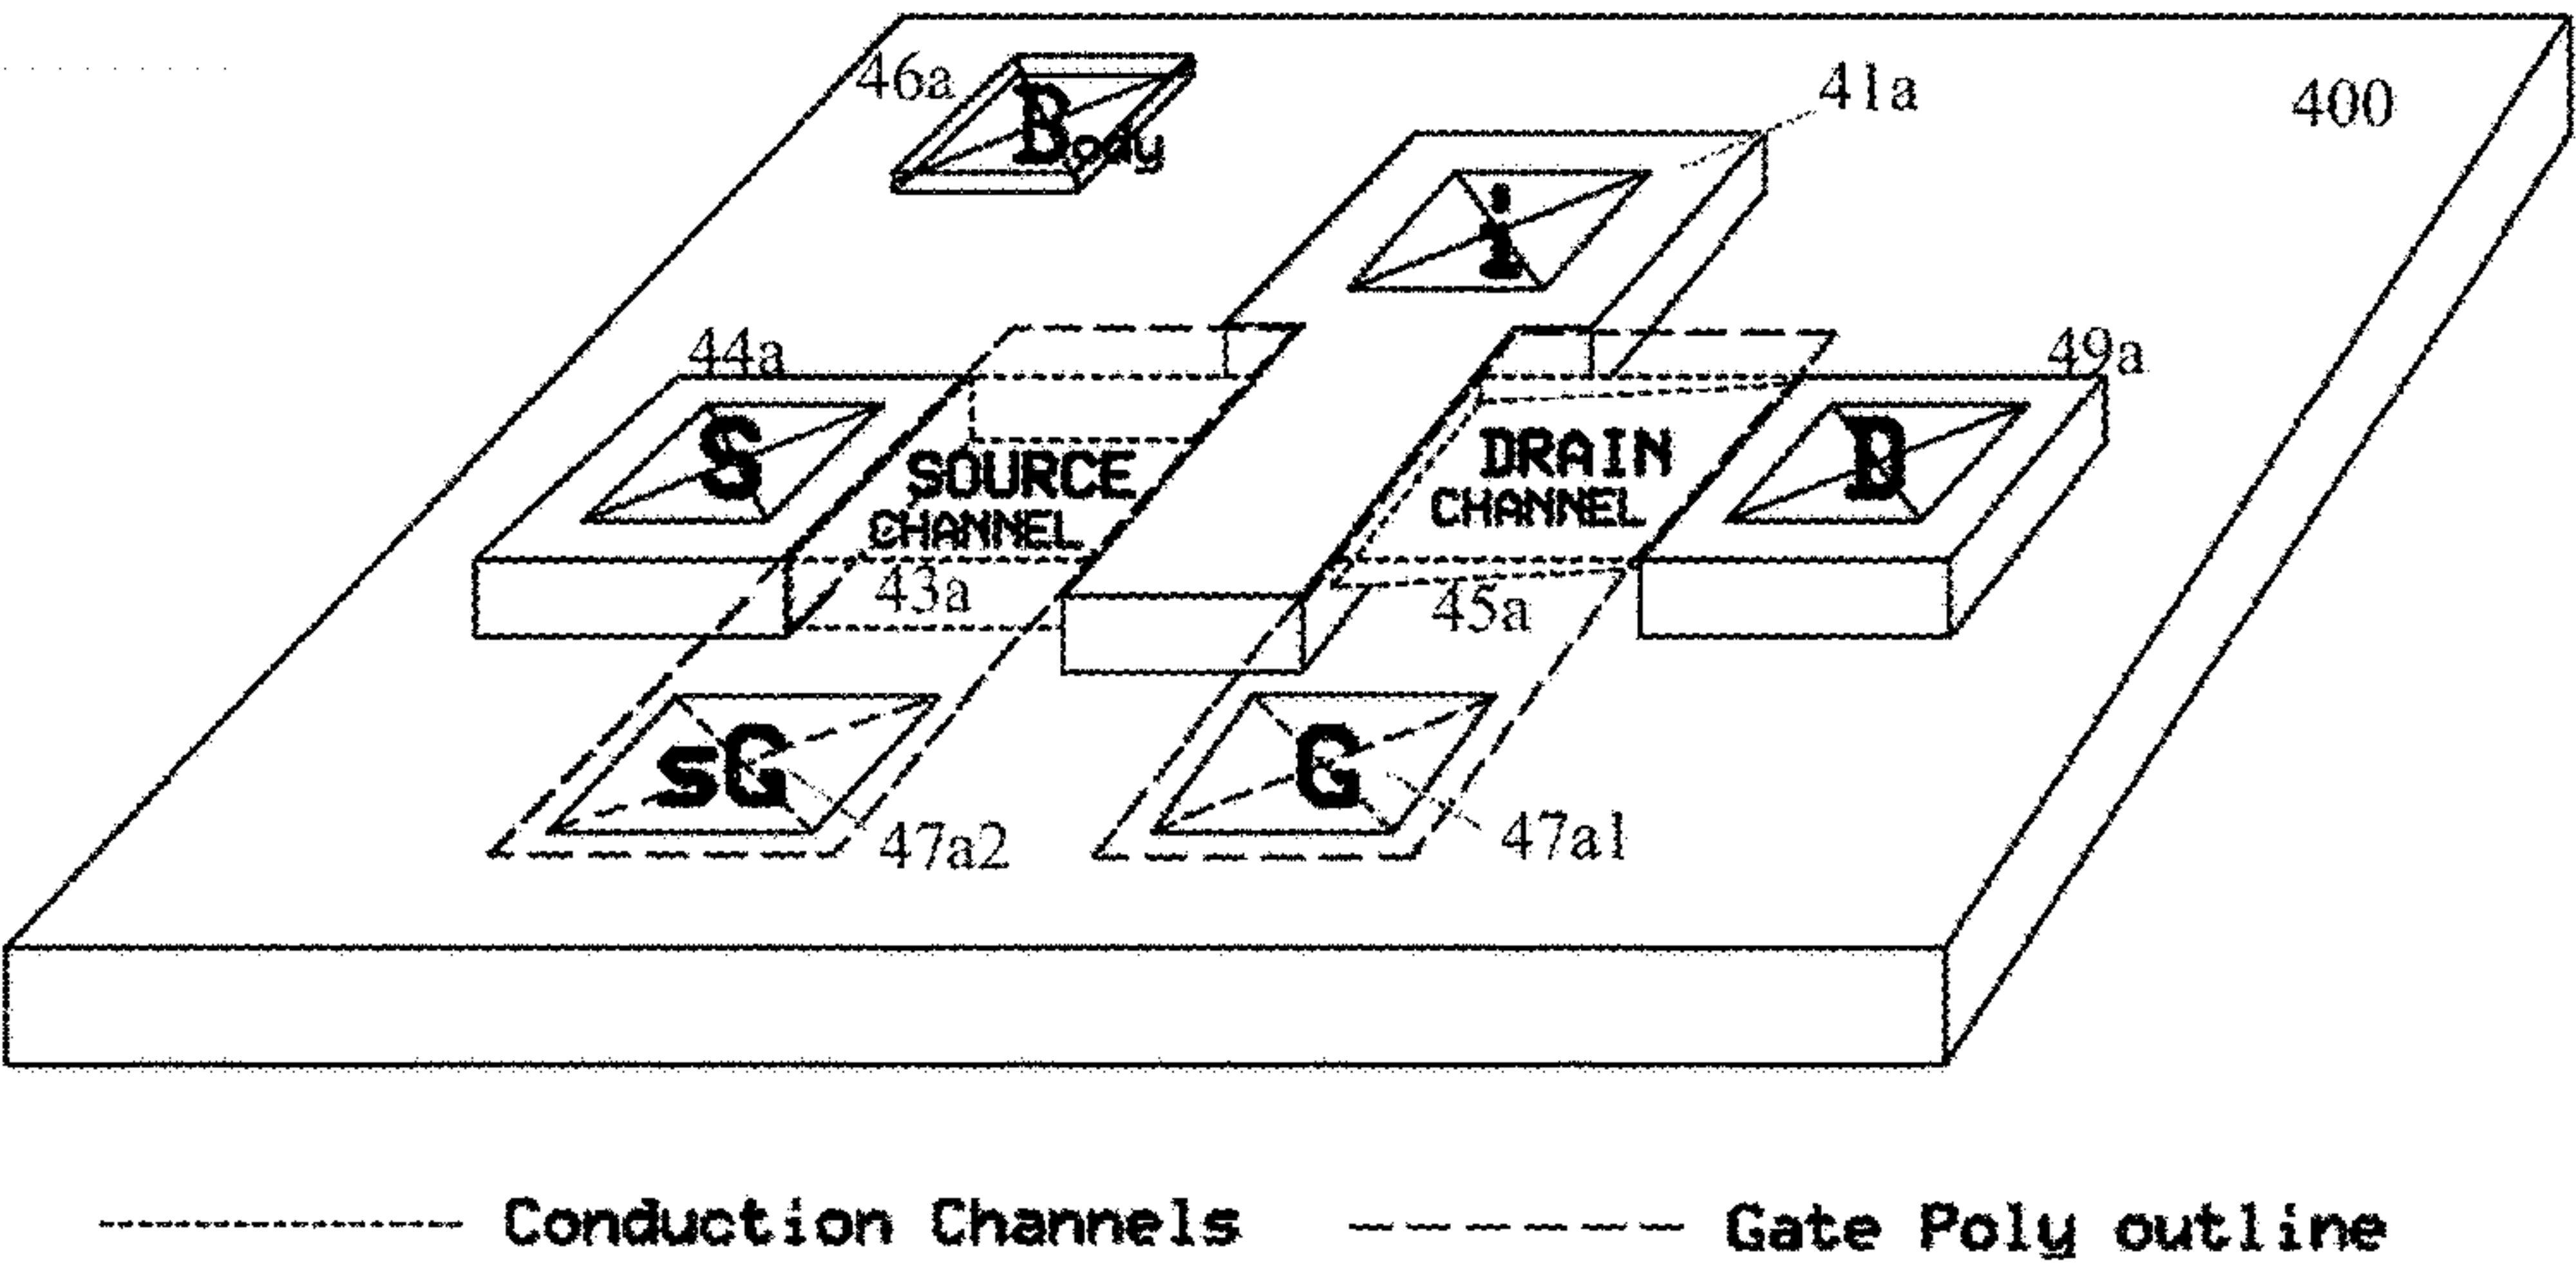 46a
Body
41a
400
i
44a
49a
S
SOURCE
CHANNEL
DRAIN
CHANNEL
D
43a
45a
sG
G
47a2
47a1
Conduction Channels
Gate Poly outline